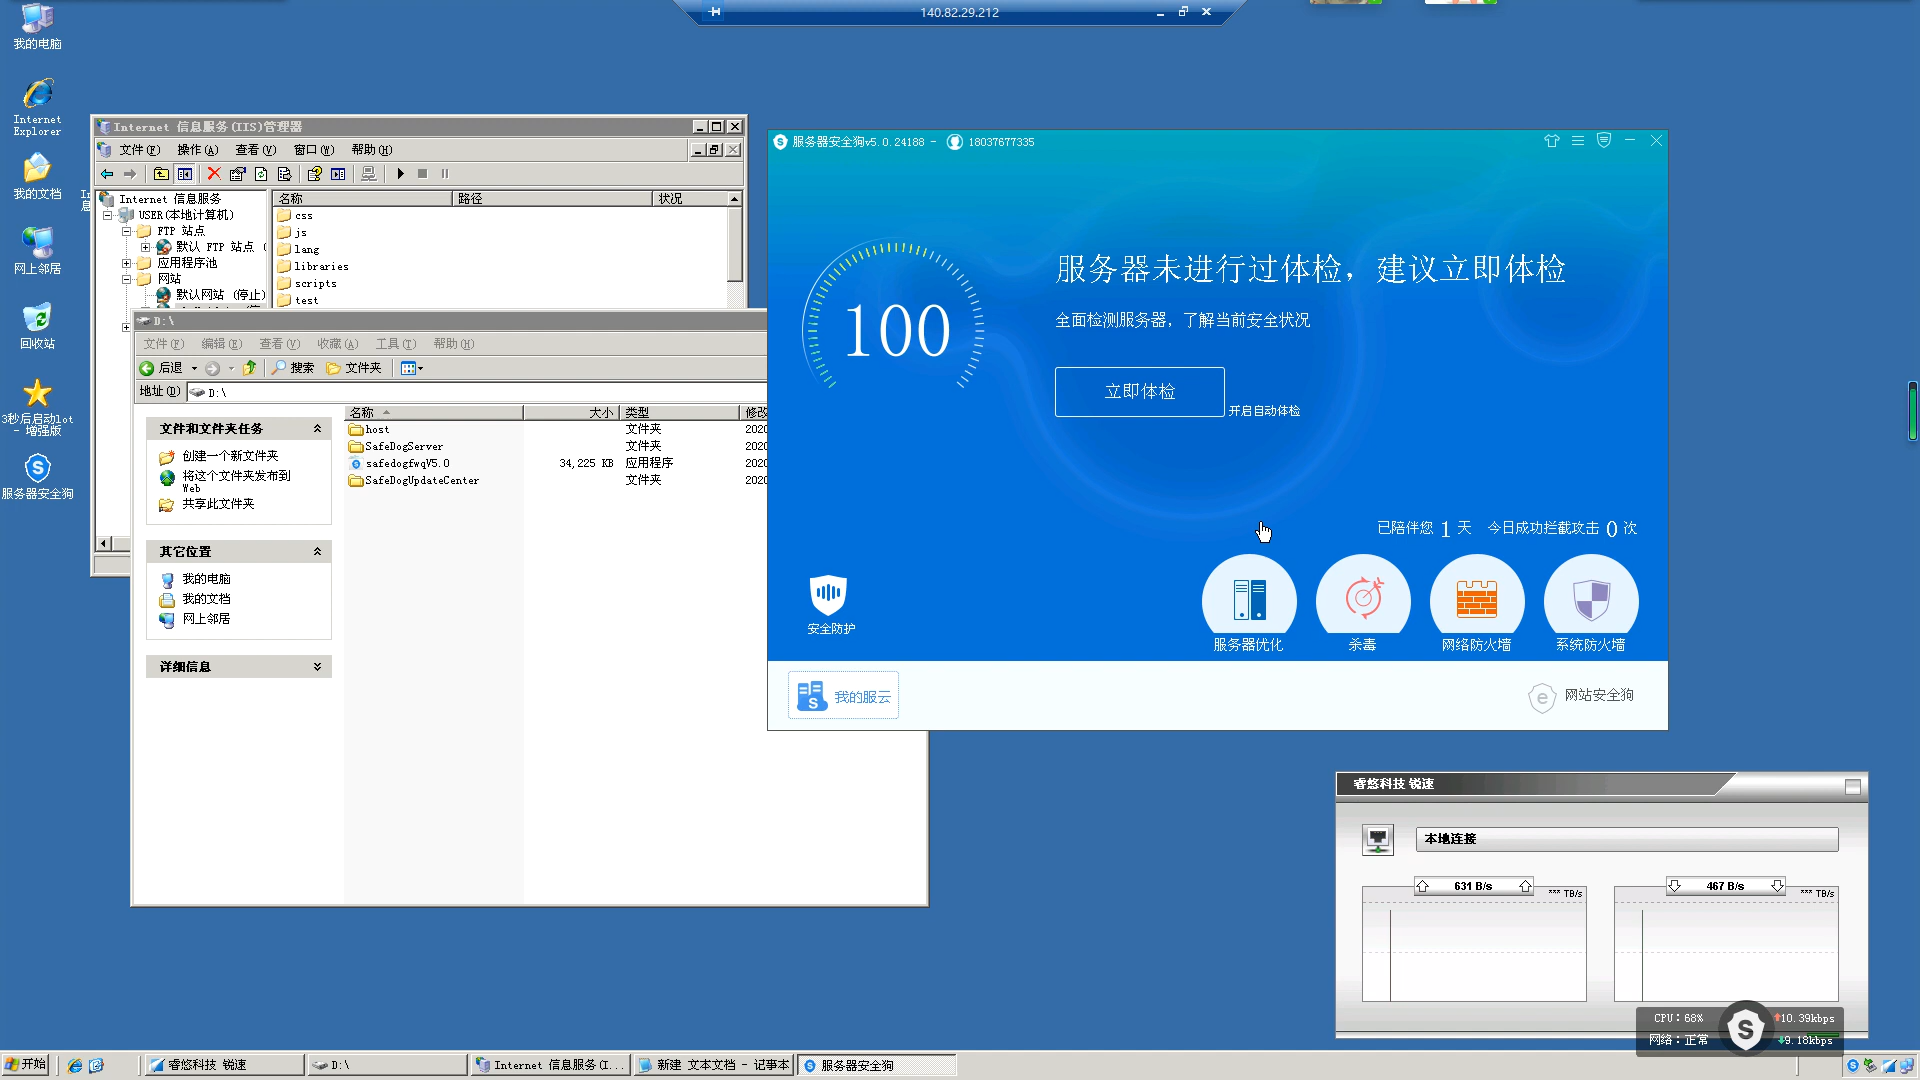 140.82.29.212
我的电脑
Internet Explorer
我的文档
网上邻居
回收站
3秒后启动lot - 增强版
服务器安全狗
Internet 信息服务(IIS)管理器
文件(F) 操作(A) 查看(V) 窗口(W) 帮助(H)
Internet 信息服务
USER(本地计算机)
FTP 站点
默认 FTP 站点 (
应用程序池
网站
默认网站 (停止)
名称 路径 状况
css
js
lang
libraries
scripts
test
D:\
文件(F) 编辑(E) 查看(V) 收藏(A) 工具(T) 帮助(H)
后退 搜索 文件夹
地址(D) D:\
文件和文件夹任务
创建一个新文件夹
将这个文件夹发布到 Web
共享此文件夹
其它位置
我的电脑
我的文档
网上邻居
详细信息
名称 大小 类型 修改
host 文件夹 2020
SafeDogServer 文件夹 2020
safedogfwqV5.0 34,225 KB 应用程序 2020
SafeDogUpdateCenter 文件夹 2020
服务器安全狗v5.0.24188 - 18037677335
100
服务器未进行过体检，建议立即体检
全面检测服务器，了解当前安全状况
立即体检
开启自动体检
已陪伴您 1 天 今日成功拦截攻击 0 次
安全防护
服务器优化
杀毒
网络防火墙
系统防火墙
我的服云
网站安全狗
睿悠科技 锐速
本地连接
631 B/s *** TB/s
467 B/s *** TB/s
CPU：68% 10.39kbps
网络：正常 9.18kbps
开始
睿悠科技 锐速
D:\
Internet 信息服务(I...
新建 文本文档 - 记事本
服务器安全狗